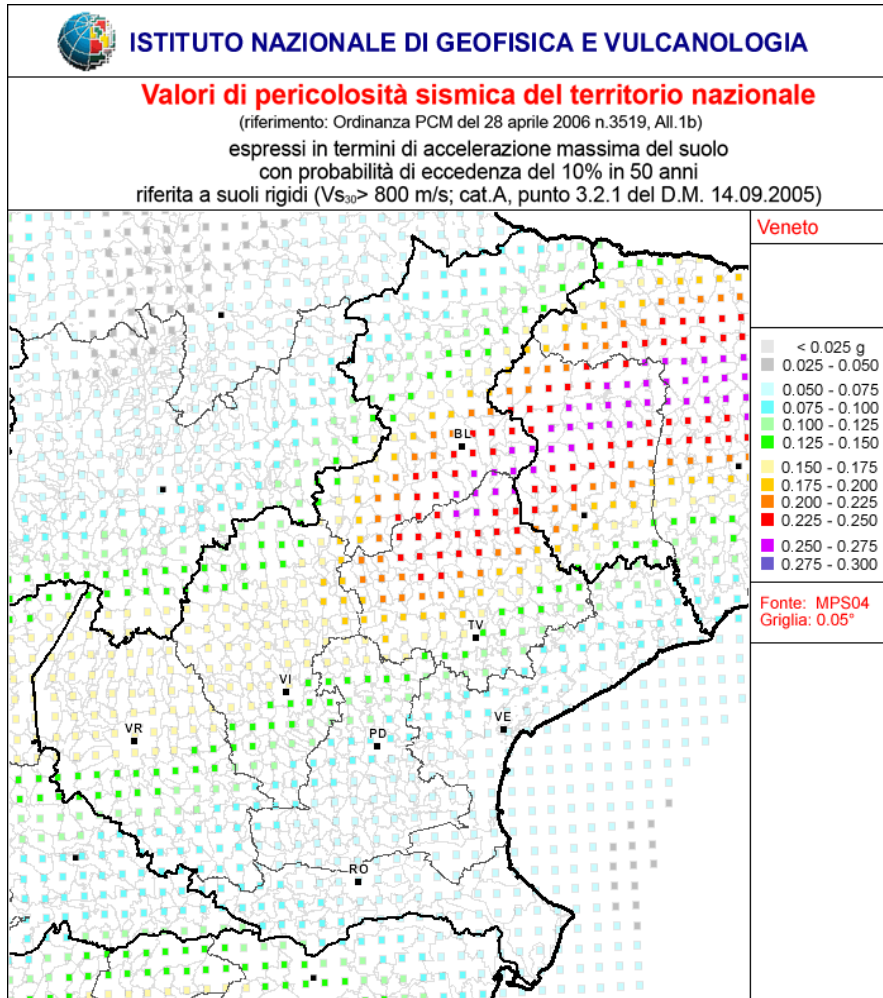 ISTITUTO NAZIONALE DI GEOFISICA E VULCANOLOGIA
Valori di pericolosità sismica del territorio nazionale
(riferimento: Ordinanza PCM del 28 aprile 2006 n.3519, All.1b)
espressi in termini di accelerazione massima del suolo
con probabilità di eccedenza del 10% in 50 anni
riferita a suoli rigidi (Vs30> 800 m/s; cat.A, punto 3.2.1 del D.M. 14.09.2005)
Veneto
< 0.025 g
0.025 - 0.050
0.050 - 0.075
0.075 - 0.100
0.100 - 0.125
0.125 - 0.150
0.150 - 0.175
0.175 - 0.200
0.200 - 0.225
0.225 - 0.250
0.250 - 0.275
0.275 - 0.300
Fonte: MPS04
Griglia: 0.05°
BL
TV
VI
VR
PD
VE
RO